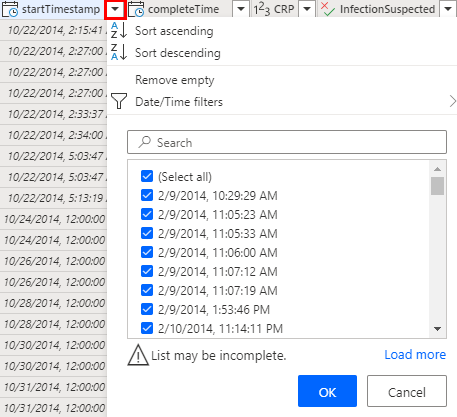 startTimestamp completeTime 1²3 CRP InfectionSuspected
10/22/2014, 2:15:41
10/22/2014, 2:27:00
10/22/2014, 2:27:00
10/22/2014, 2:27:00
10/22/2014, 2:33:37
10/22/2014, 2:34:00
10/22/2014, 5:03:47
10/22/2014, 5:03:47
10/22/2014, 5:13:19
10/24/2014, 12:00:00
10/24/2014, 12:00:00
10/26/2014, 12:00:00
10/26/2014, 12:00:00
10/28/2014, 12:00:00
10/28/2014, 12:00:00
10/30/2014, 12:00:00
10/30/2014, 12:00:00
10/31/2014, 12:00:00
10/31/2014, 12:00:00
A Z Sort ascending
Z A Sort descending
Remove empty
Date/Time filters
Search
(Select all)
2/9/2014, 10:29:29 AM
2/9/2014, 11:05:23 AM
2/9/2014, 11:05:33 AM
2/9/2014, 11:06:00 AM
2/9/2014, 11:07:12 AM
2/9/2014, 11:07:19 AM
2/9/2014, 1:53:46 PM
2/10/2014, 11:14:11 PM
List may be incomplete. Load more
OK Cancel